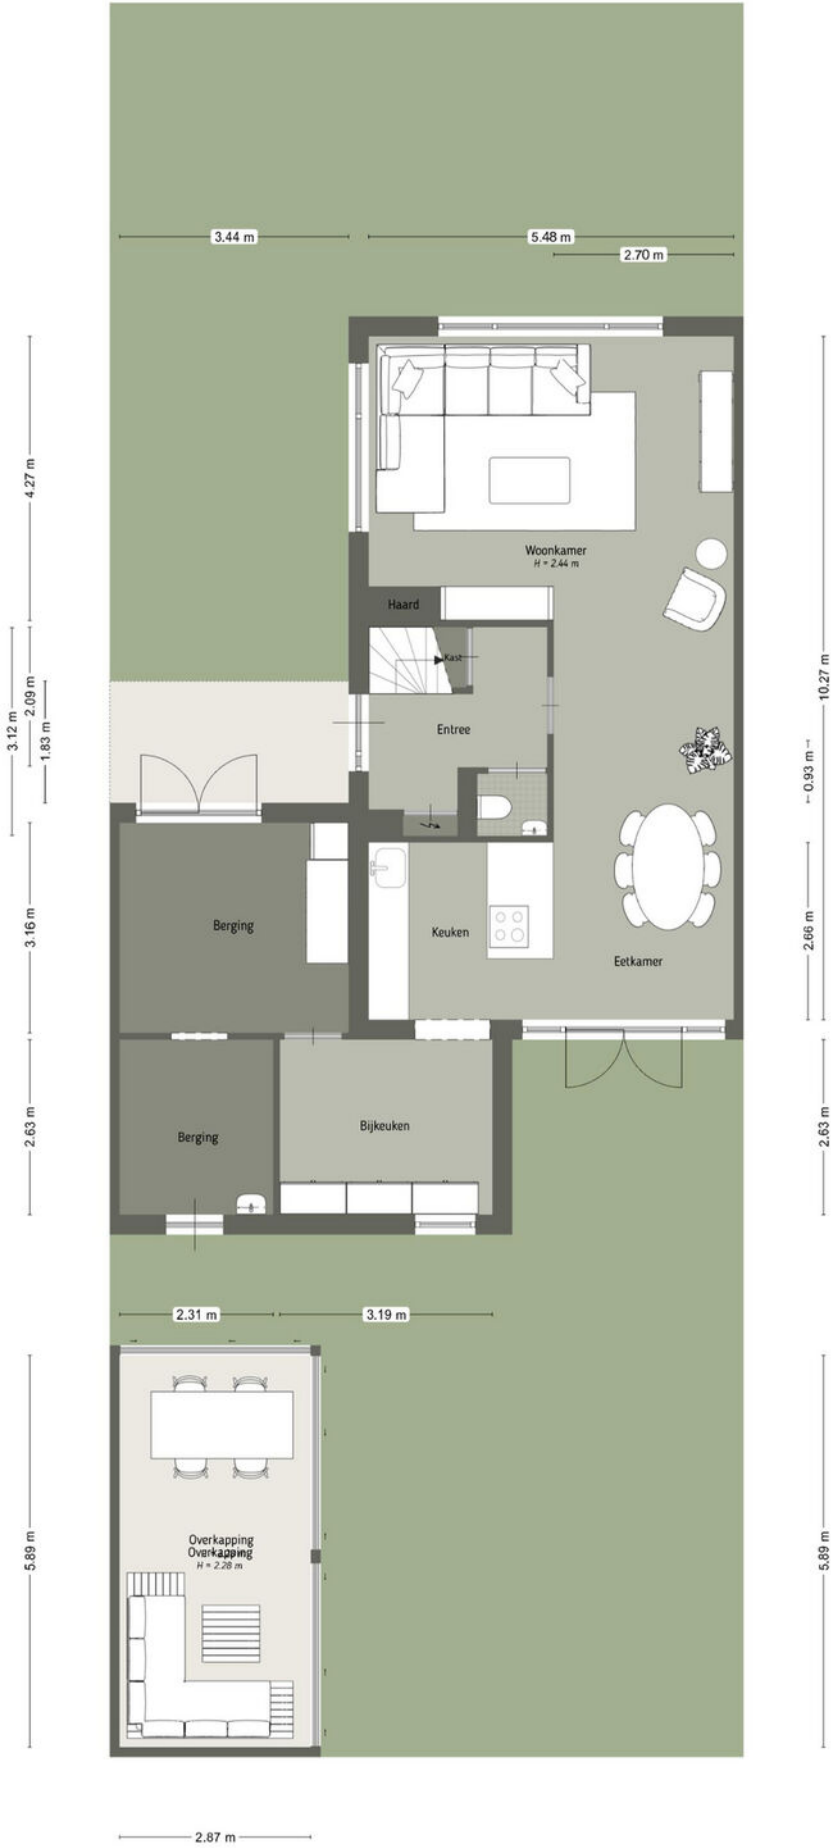 3.44 m
5.48 m
2.70 m
4.27 m
Woonkamer
H = 2.44 m
Haard
Kast
Entree
2.09 m
3.12 m
1.83 m
10.27 m
0.93 m
Berging
3.16 m
Keuken
2.66 m
Eetkamer
Berging
Bijkeuken
2.63 m
2.63 m
2.31 m
3.19 m
5.89 m
Overkapping
Overkapping
H = 2.28 m
5.89 m
2.87 m